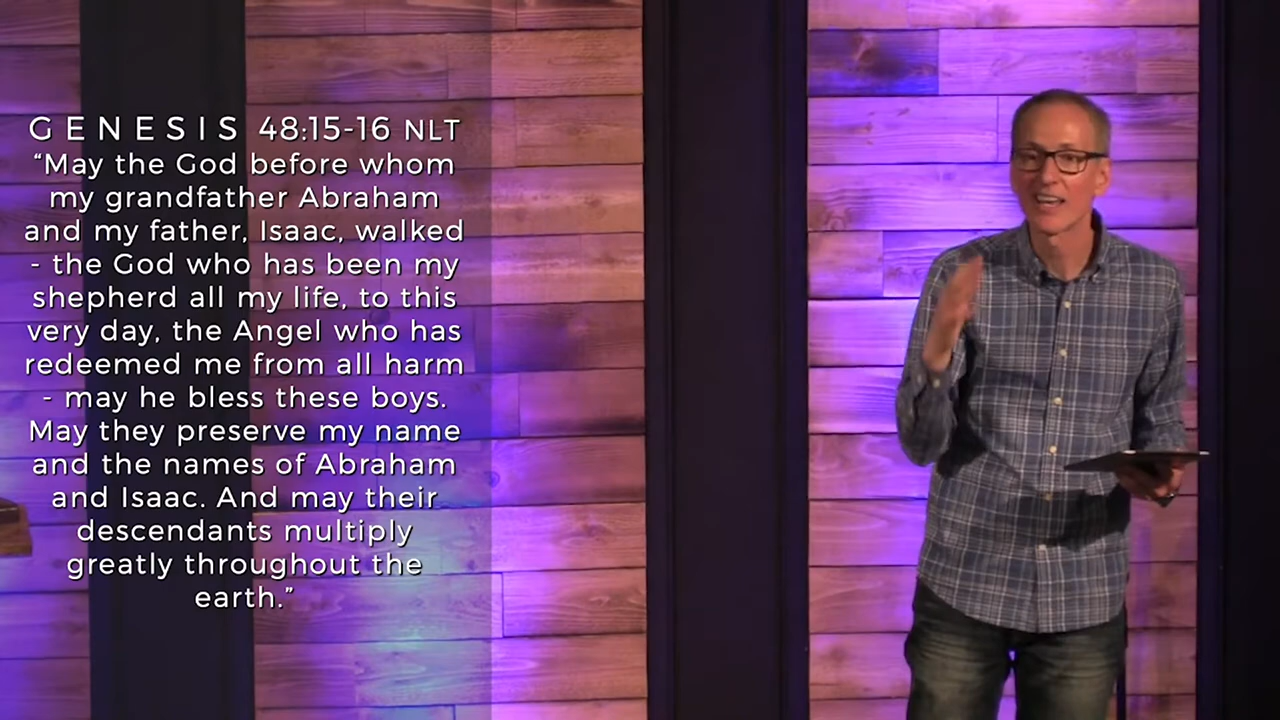 GENESIS 48:15-16 NLT
“May the God before whom
my grandfather Abraham
and my father, Isaac, walked
- the God who has been my
shepherd all my life, to this
very day, the Angel who has
redeemed me from all harm
- may he bless these boys.
May they preserve my name
and the names of Abraham
and Isaac. And may their
descendants multiply
greatly throughout the
earth.”